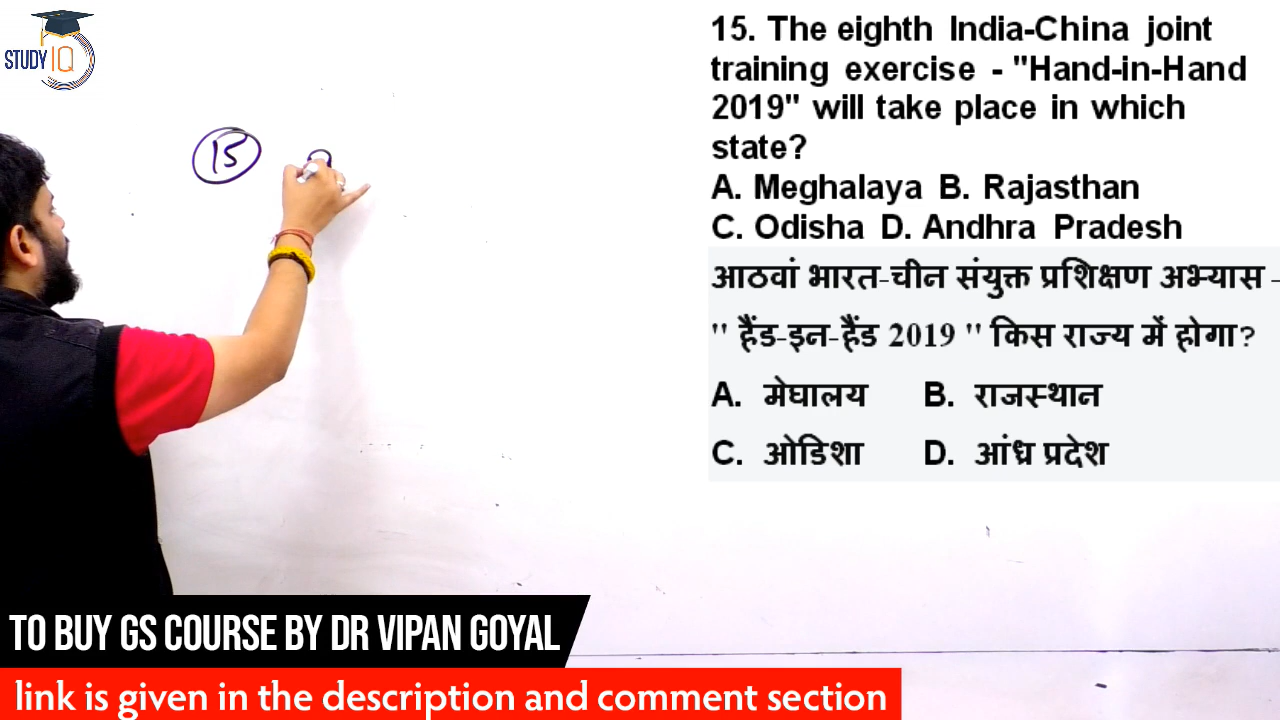 STUDY IQ
15
15. The eighth India-China joint
training exercise - "Hand-in-Hand
2019" will take place in which
state?
A. Meghalaya B. Rajasthan
C. Odisha D. Andhra Pradesh
आठवां भारत-चीन संयुक्त प्रशिक्षण अभ्यास -
" हैंड-इन-हैंड 2019 " किस राज्य में होगा?
A. मेघालय B. राजस्थान
C. ओडिशा D. आंध्र प्रदेश
TO BUY GS COURSE BY DR VIPAN GOYAL
link is given in the description and comment section